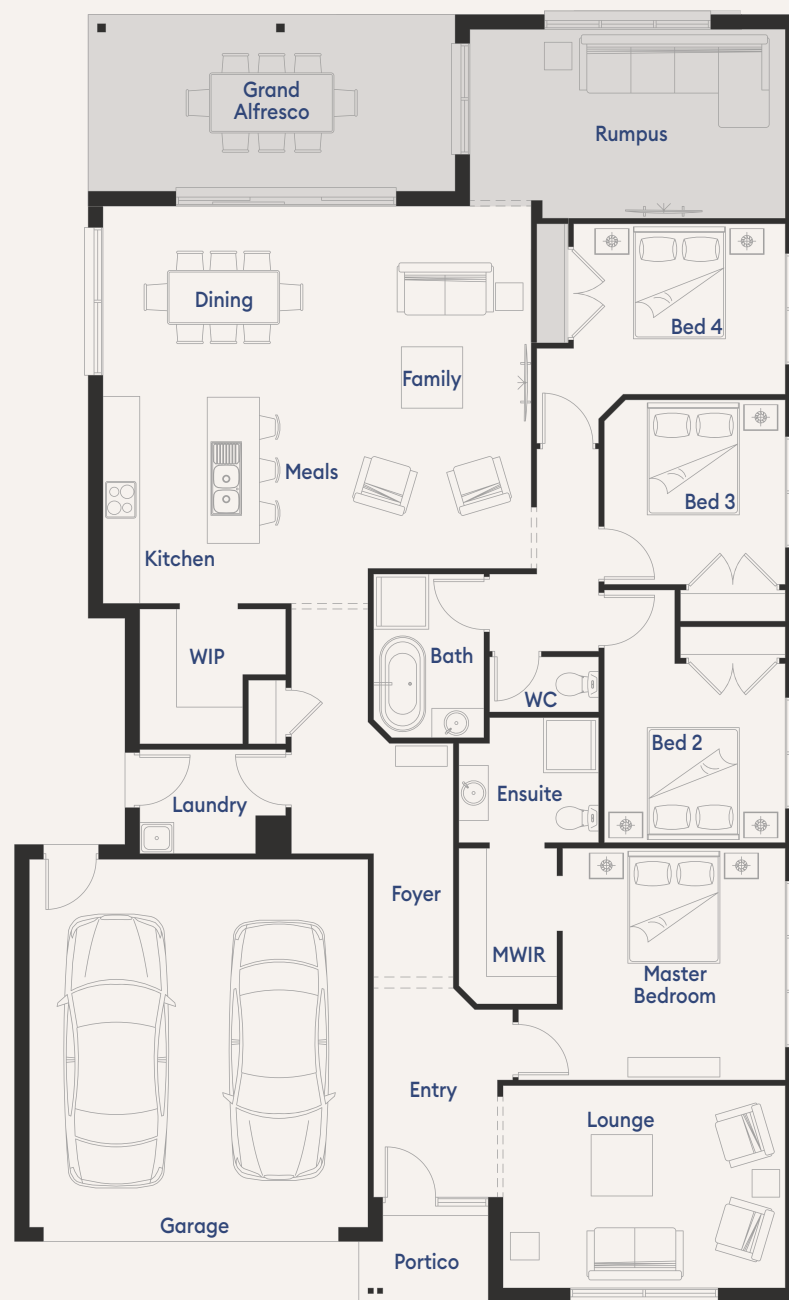 Grand
Alfresco
Rumpus
Dining
Bed 4
Family
Meals
Bed 3
Kitchen
WIP
Bath
WC
Bed 2
Ensuite
Laundry
Foyer
MWIR
Master
Bedroom
Entry
Lounge
Garage
Portico